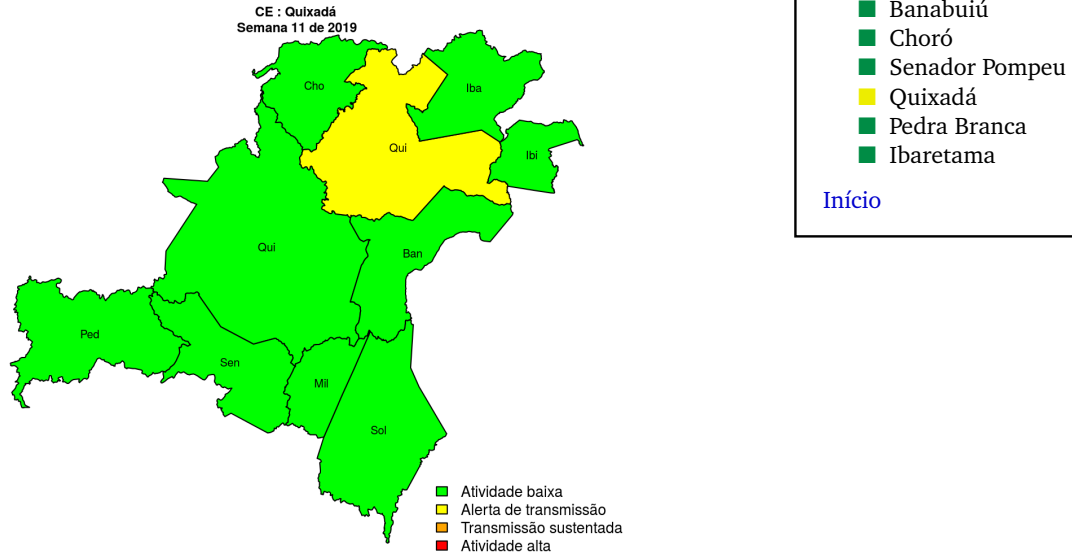 CE : Quixadá
Semana 11 de 2019
Cho
Iba
Qui
Ibi
Qui
Ban
Ped
Sen
Mil
Sol
Atividade baixa
Alerta de transmissão
Transmissão sustentada
Atividade alta
Banabuiú
Choró
Senador Pompeu
Quixadá
Pedra Branca
Ibaretama
Início